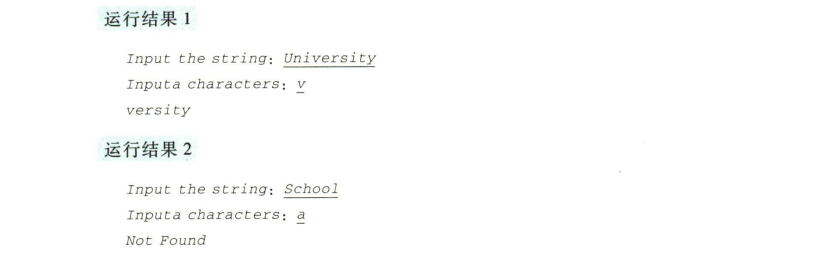 运行结果 1
Input the string: University
Inputa characters: v
versity
运行结果 2
Input the string: School
Inputa characters: a
Not Found